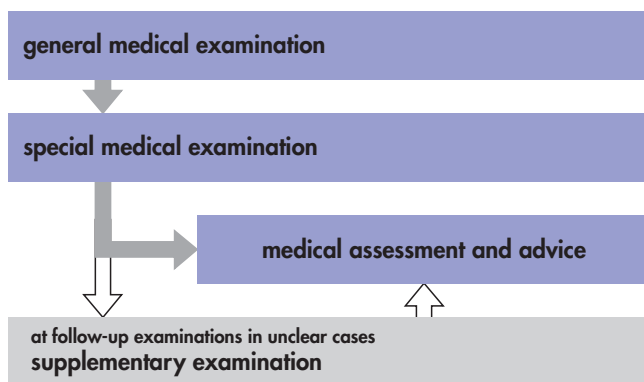 general medical examination
special medical examination
medical assessment and advice
at follow-up examinations in unclear cases
supplementary examination